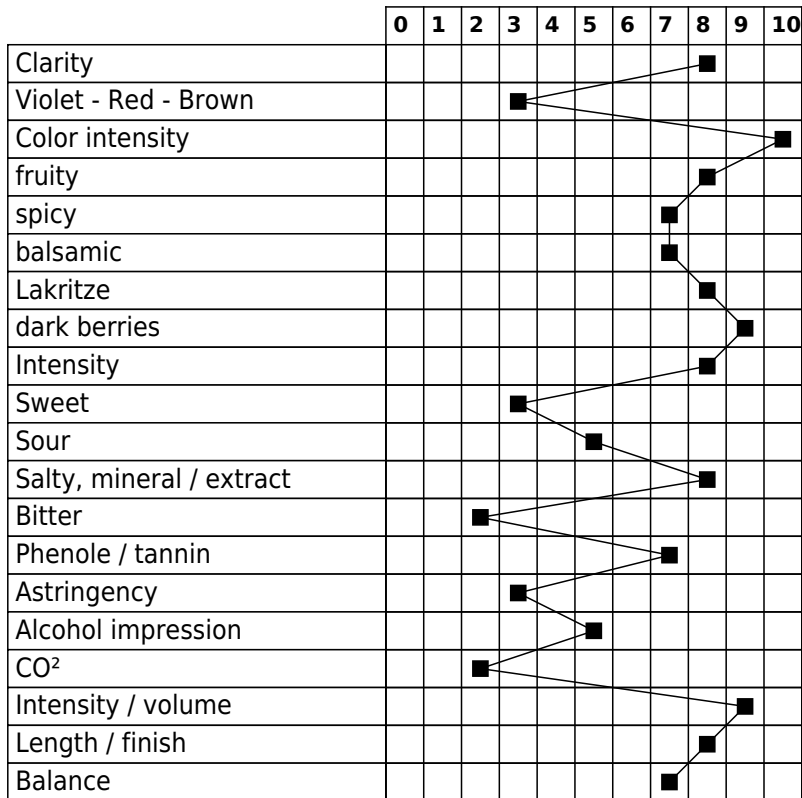 0 1 2 3 4 5 6 7 8 9 10
Clarity
Violet - Red - Brown
Color intensity
fruity
spicy
balsamic
Lakritze
dark berries
Intensity
Sweet
Sour
Salty, mineral / extract
Bitter
Phenole / tannin
Astringency
Alcohol impression
CO²
Intensity / volume
Length / finish
Balance